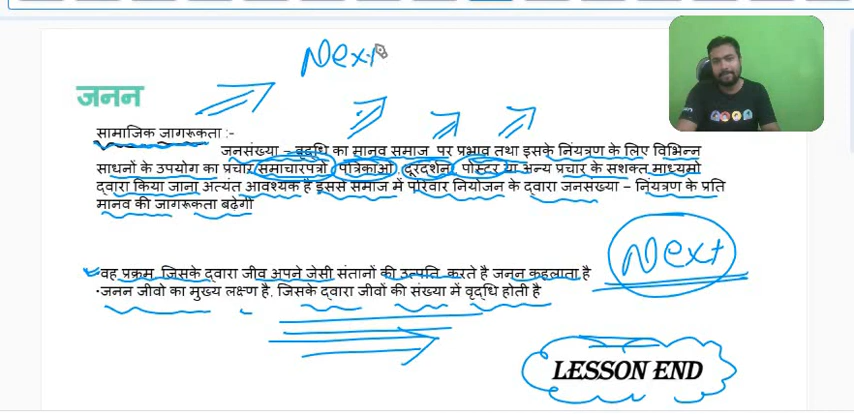 Next
जनन
सामाजिक जागरूकता :-
जनसंख्या – वृद्धि का मानव समाज पर प्रभाव तथा इसके नियंत्रण के लिए विभिन्न
साधनों के उपयोग का प्रचार समाचारपत्रो पत्रिकाओ दूरदर्शन पोस्टर या अन्य प्रचार के सशक्त माध्यमो
द्वारा किया जाना अत्यंत आवश्यक है इससे समाज में परिवार नियोजन के द्वारा जनसंख्या – नियंत्रण के प्रति
मानव की जागरूकता बढ़ेगी
Next
वह प्रक्रम जिसके द्वारा जीव अपने जेसी संतानों की उत्पति करते है जनन कहलाता है
•जनन जीवो का मुख्य लक्षण है, जिसके द्वारा जीवों की संख्या में वृद्धि होती है
LESSON END